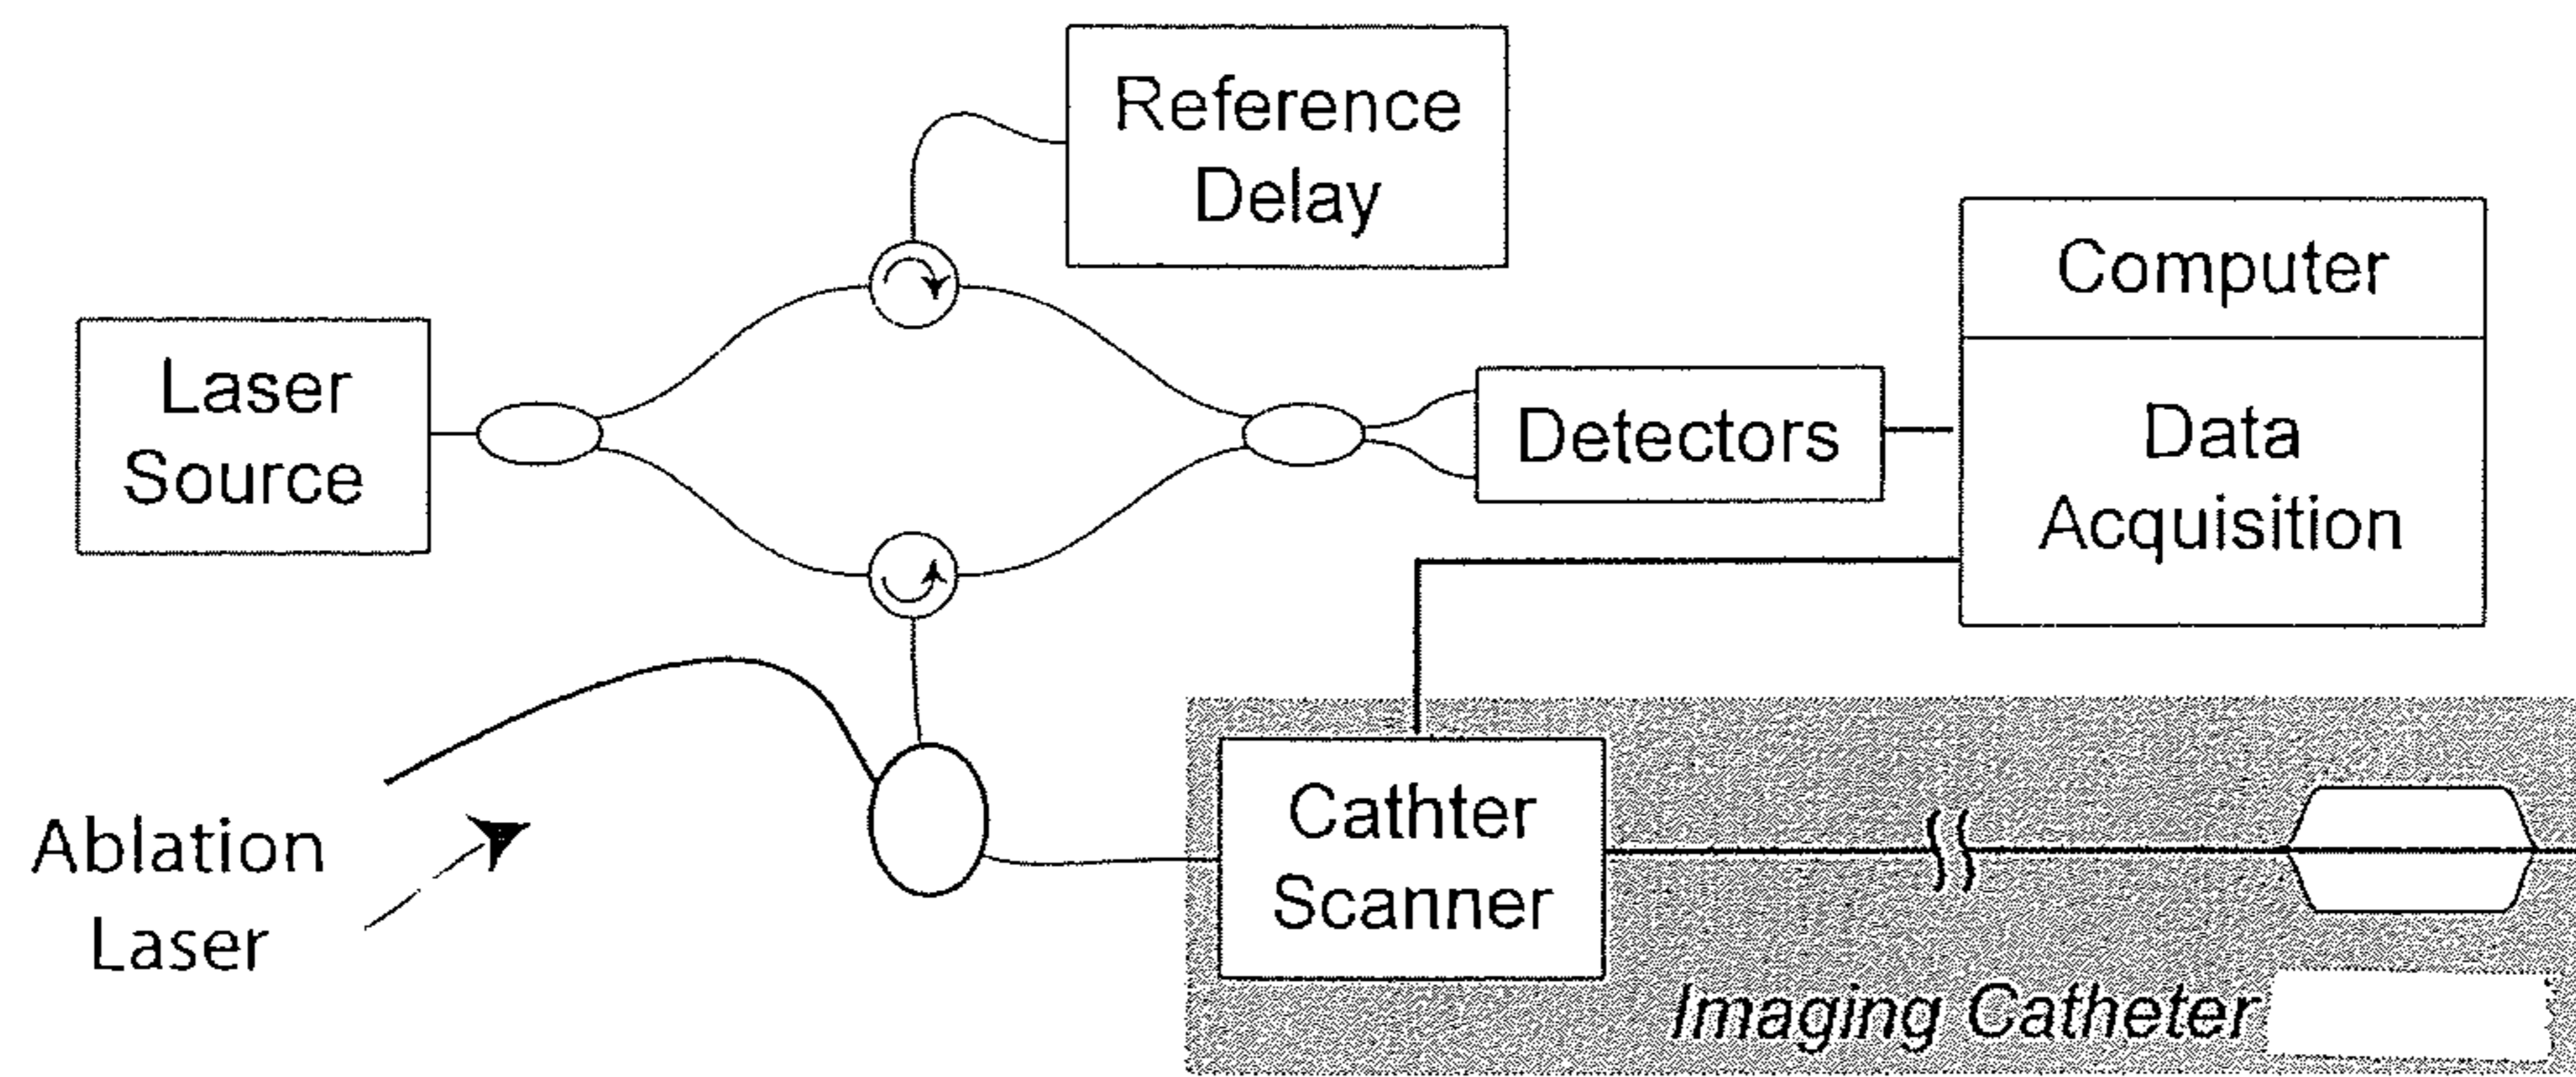 Reference
Delay
Computer
Laser
Source
Detectors
Data
Acquisition
Ablation
Laser
Cathter
Scanner
Imaging Catheter